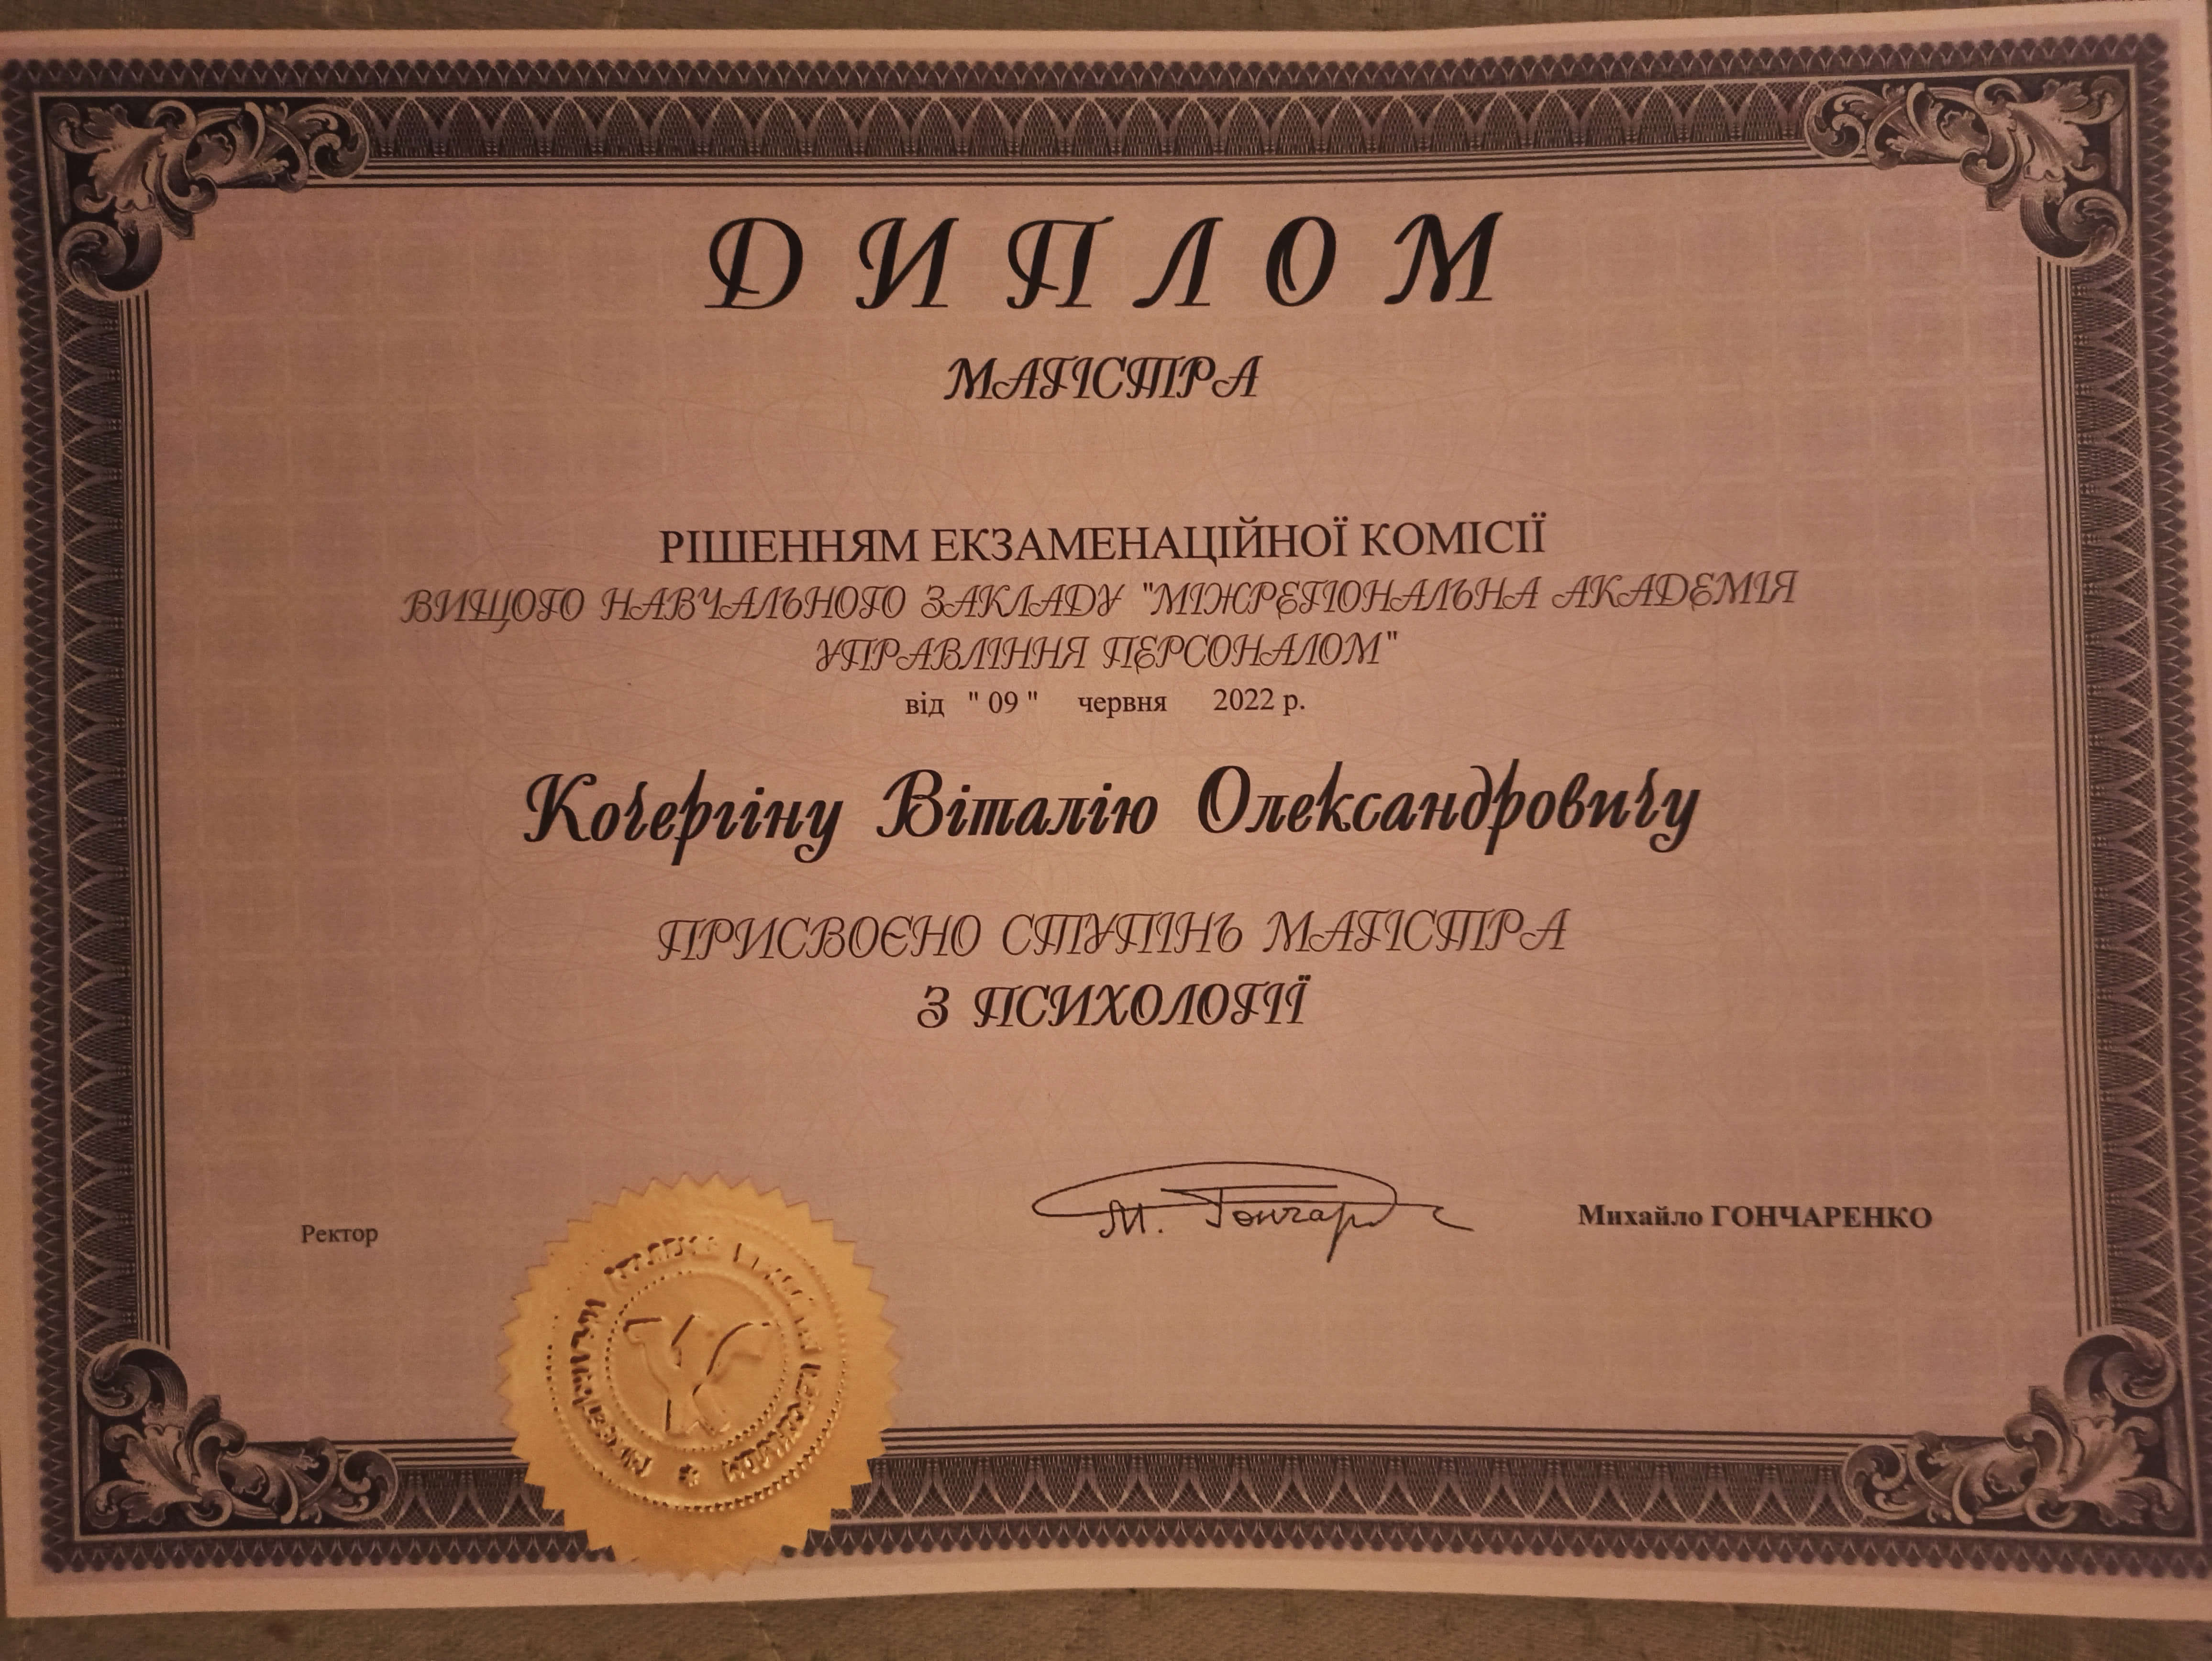 ДИПЛОМ
МАГІСТРА
РІШЕННЯМ ЕКЗАМЕНАЦІЙНОЇ КОМІСІЇ
ВИЩОГО НАВЧАЛЬНОГО ЗАКЛАДУ "МІЖРЕГІОНАЛЬНА АКАДЕМІЯ
УПРАВЛІННЯ ПЕРСОНАЛОМ"
від " 09 " червня 2022 р.
Кочергіну Віталію Олександровичу
ПРИСВОЄНО СТУПІНЬ МАГІСТРА
З ПСИХОЛОГІЇ
Ректор
М. Гончар
Михайло ГОНЧАРЕНКО